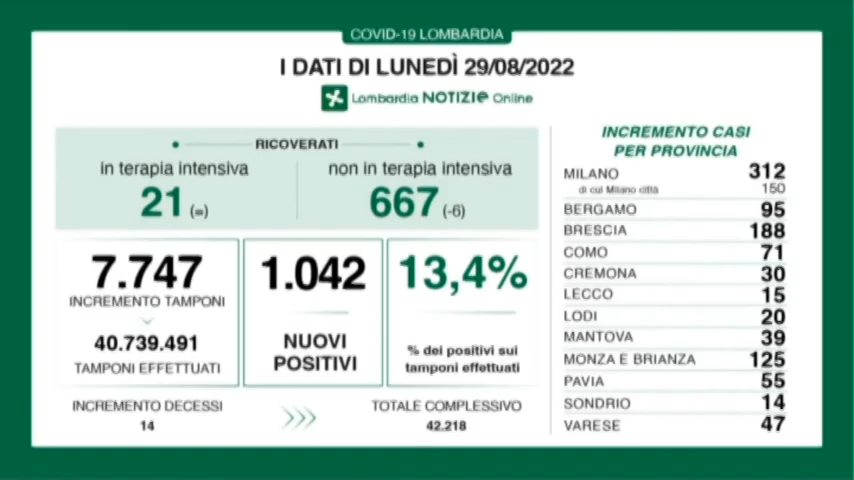 COVID-19 LOMBARDIA
I DATI DI LUNEDÌ 29/08/2022
Lombardia NOTIZIE Online
RICOVERATI
in terapia intensiva
21 (=)
non in terapia intensiva
667 (-6)
7.747
INCREMENTO TAMPONI
40.739.491
TAMPONI EFFETTUATI
1.042
NUOVI
POSITIVI
13,4%
% dei positivi sui
tamponi effettuati
INCREMENTO DECESSI
14
TOTALE COMPLESSIVO
42.218
INCREMENTO CASI
PER PROVINCIA
MILANO 312
di cui Milano città 150
BERGAMO 95
BRESCIA 188
COMO 71
CREMONA 30
LECCO 15
LODI 20
MANTOVA 39
MONZA E BRIANZA 125
PAVIA 55
SONDRIO 14
VARESE 47